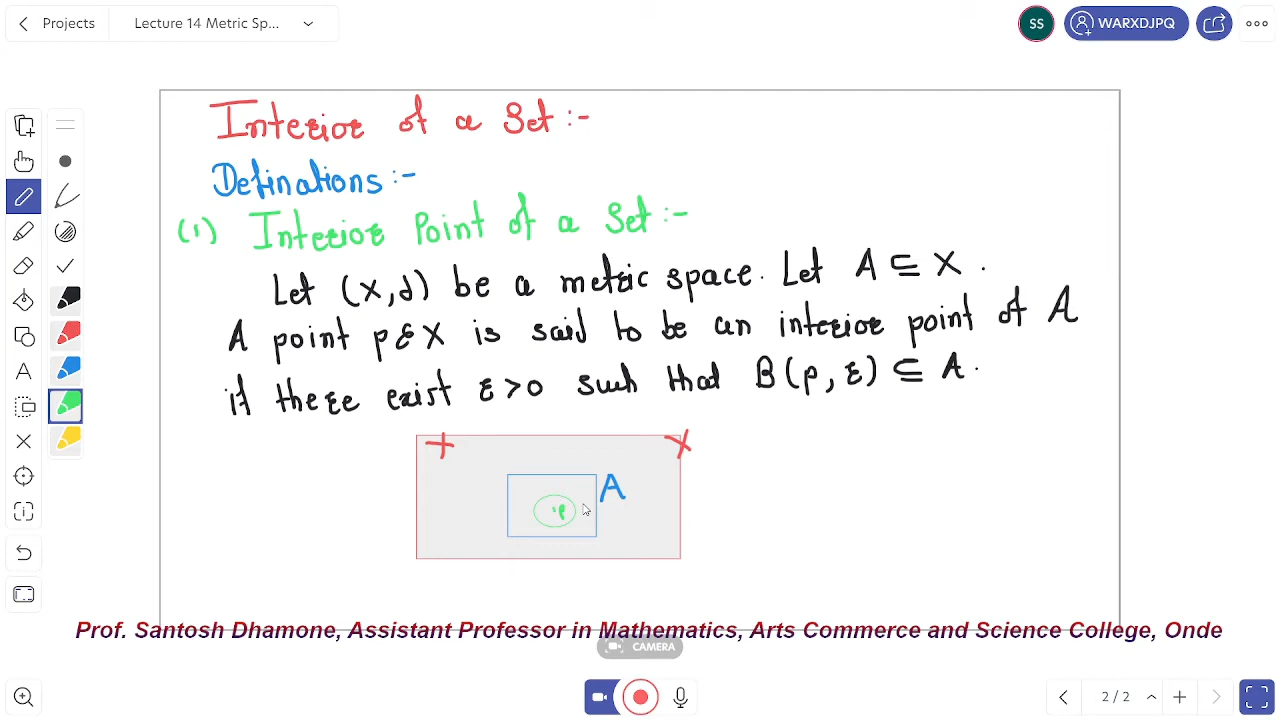 Projects
Lecture 14 Metric Sp...
SS
WARXDJPQ
Interior of a Set :-
Definations :-
(1) Interior Point of a Set :-
Let (X,d) be a metric space. Let A ⊆ X .
A point p ε X is said to be an interior point of A
if there exist ε > 0 such that B(p, ε) ⊆ A .
X
X
A
p
Prof. Santosh Dhamone, Assistant Professor in Mathematics, Arts Commerce and Science College, Onde
CAMERA
2 / 2